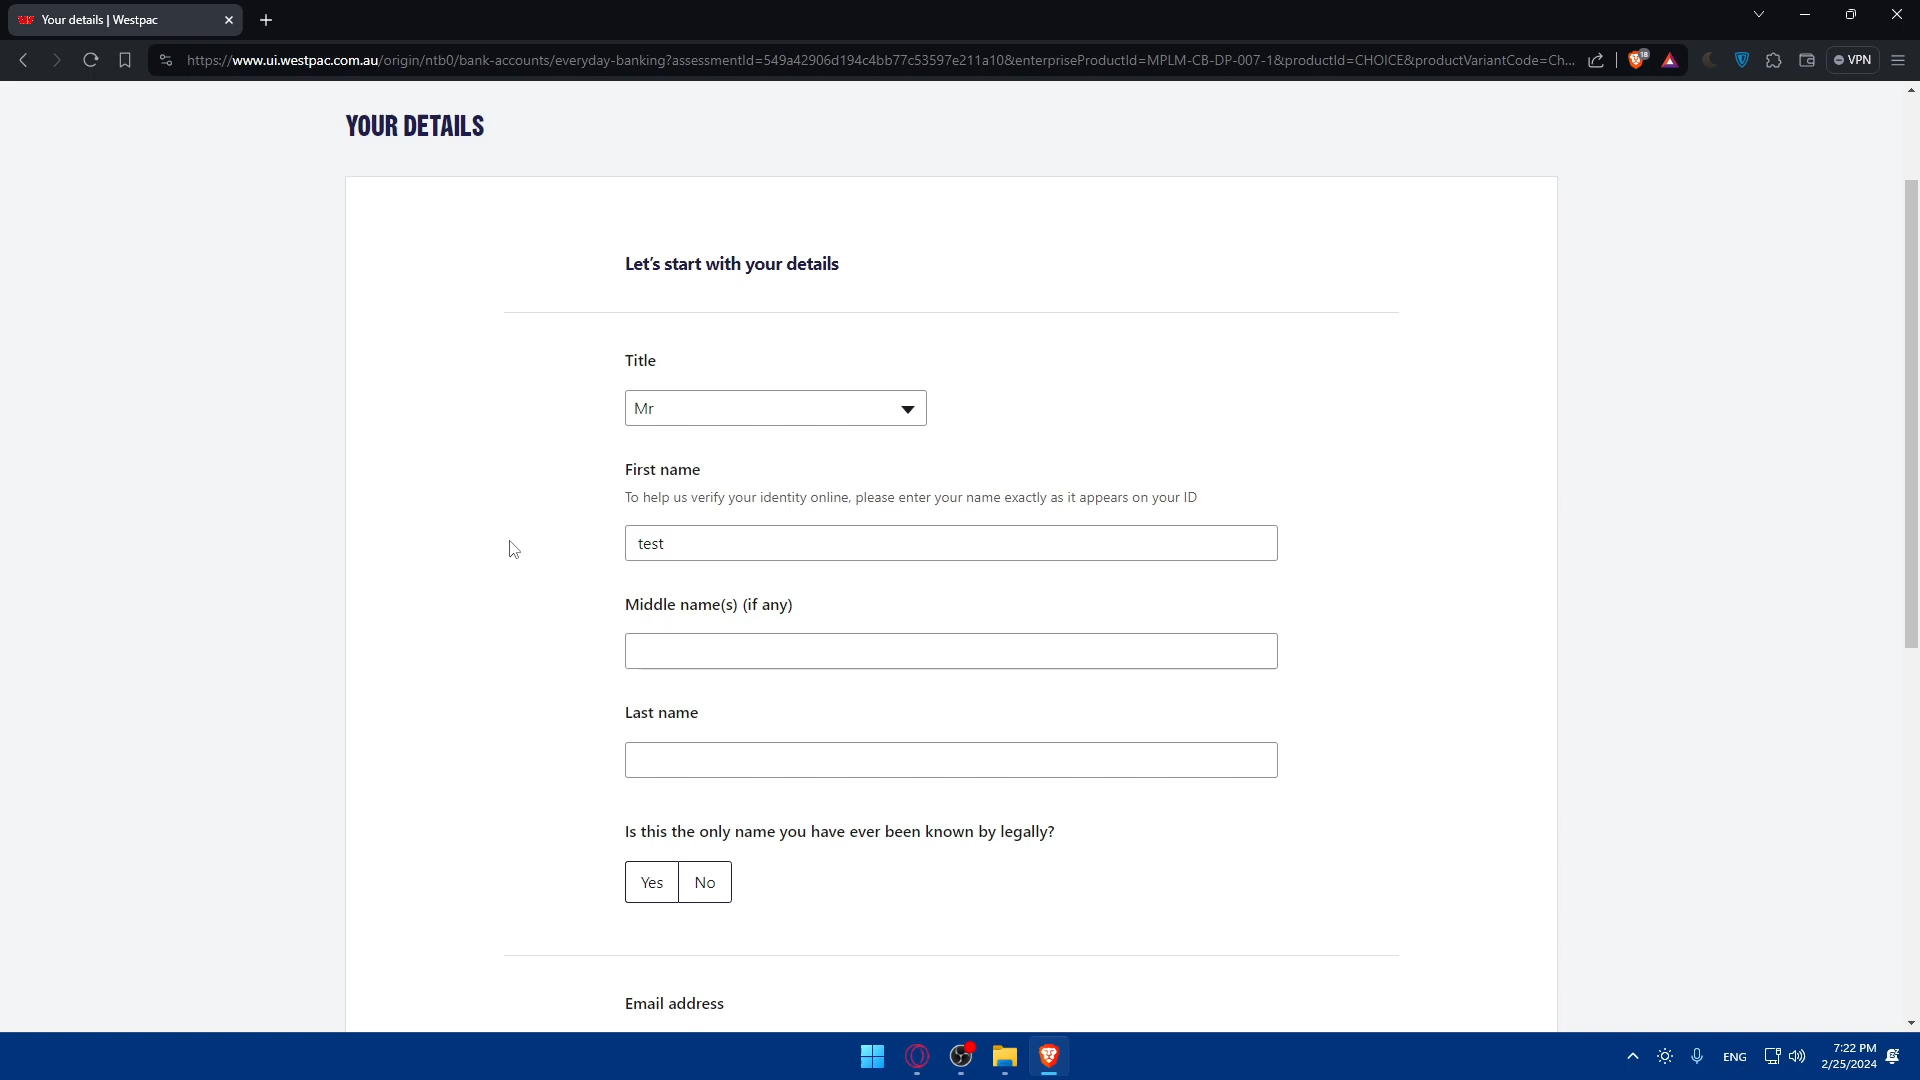 Your details | Westpac
https://www.ui.westpac.com.au/origin/ntb0/bank-accounts/everyday-banking?assessmentId=549a42906d194c4bb77c53597e211a10&enterpriseProductId=MPLM-CB-DP-007-1&productId=CHOICE&productVariantCode=Ch...
18
VPN
YOUR DETAILS
Let's start with your details
Title
Mr
First name
To help us verify your identity online, please enter your name exactly as it appears on your ID
test
Middle name(s) (if any)
Last name
Is this the only name you have ever been known by legally?
Yes No
Email address
ENG
7:22 PM
2/25/2024